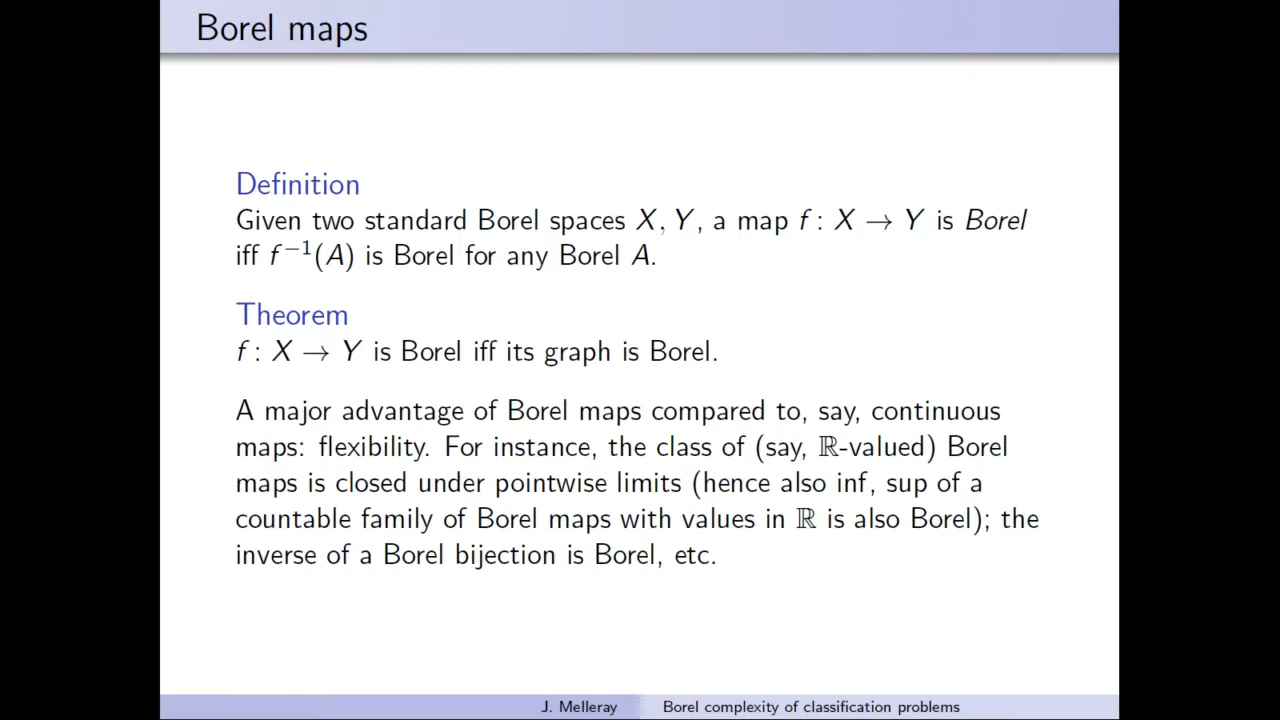 Borel maps
Definition
Given two standard Borel spaces X, Y, a map f : X → Y is Borel
iff f⁻¹(A) is Borel for any Borel A.
Theorem
f : X → Y is Borel iff its graph is Borel.
A major advantage of Borel maps compared to, say, continuous
maps: flexibility. For instance, the class of (say, ℝ-valued) Borel
maps is closed under pointwise limits (hence also inf, sup of a
countable family of Borel maps with values in ℝ is also Borel); the
inverse of a Borel bijection is Borel, etc.
J. Melleray Borel complexity of classification problems